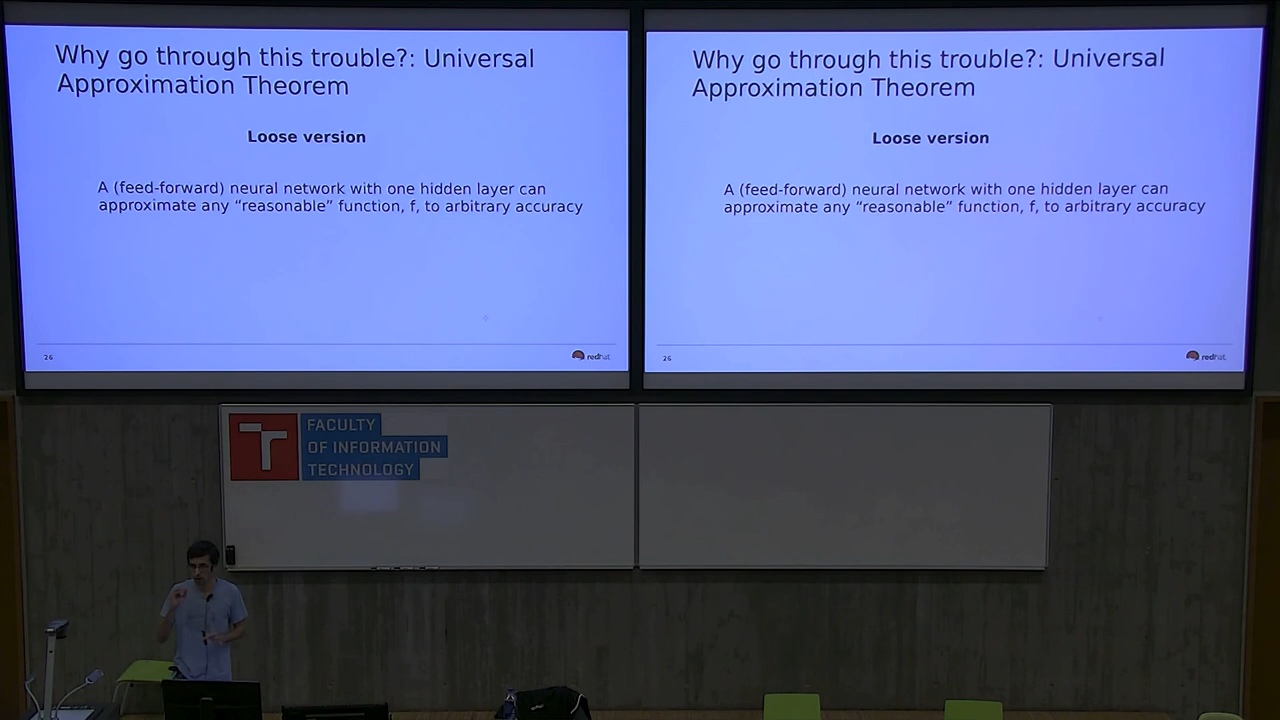 Why go through this trouble?: Universal
Approximation Theorem
Loose version
A (feed-forward) neural network with one hidden layer can
approximate any “reasonable” function, f, to arbitrary accuracy
26
redhat
Why go through this trouble?: Universal
Approximation Theorem
Loose version
A (feed-forward) neural network with one hidden layer can
approximate any “reasonable” function, f, to arbitrary accuracy
26
redhat
FACULTY
OF INFORMATION
TECHNOLOGY